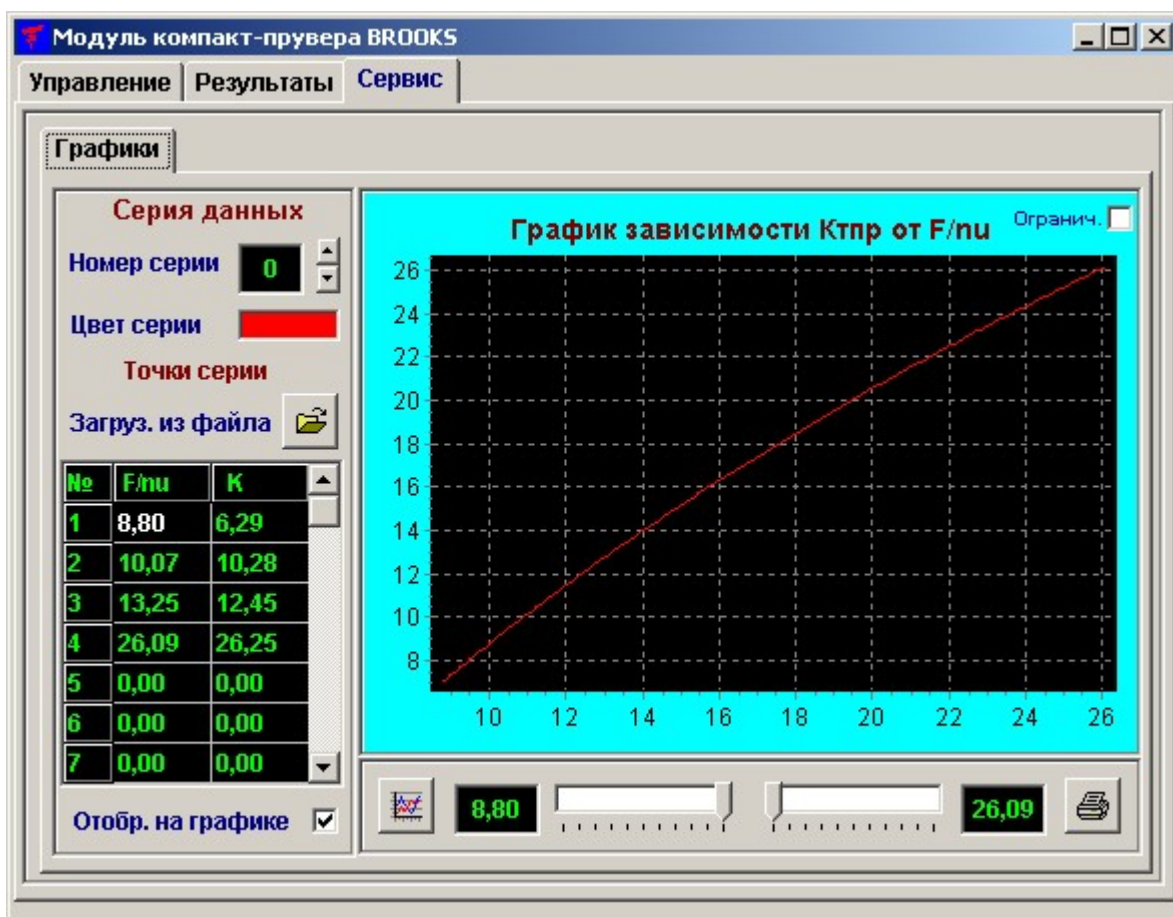 Модуль компакт-прувера BROOKS
Управление Результаты Сервис
Графики
Серия данных
Номер серии 0
Цвет серии
Точки серии
Загруз. из файла
№ F/nu К
1 8,80 6,29
2 10,07 10,28
3 13,25 12,45
4 26,09 26,25
5 0,00 0,00
6 0,00 0,00
7 0,00 0,00
Отобр. на графике
График зависимости Ктпр от F/nu
Огранич.
26
24
22
20
18
16
14
12
10
8
10 12 14 16 18 20 22 24 26
8,80 26,09